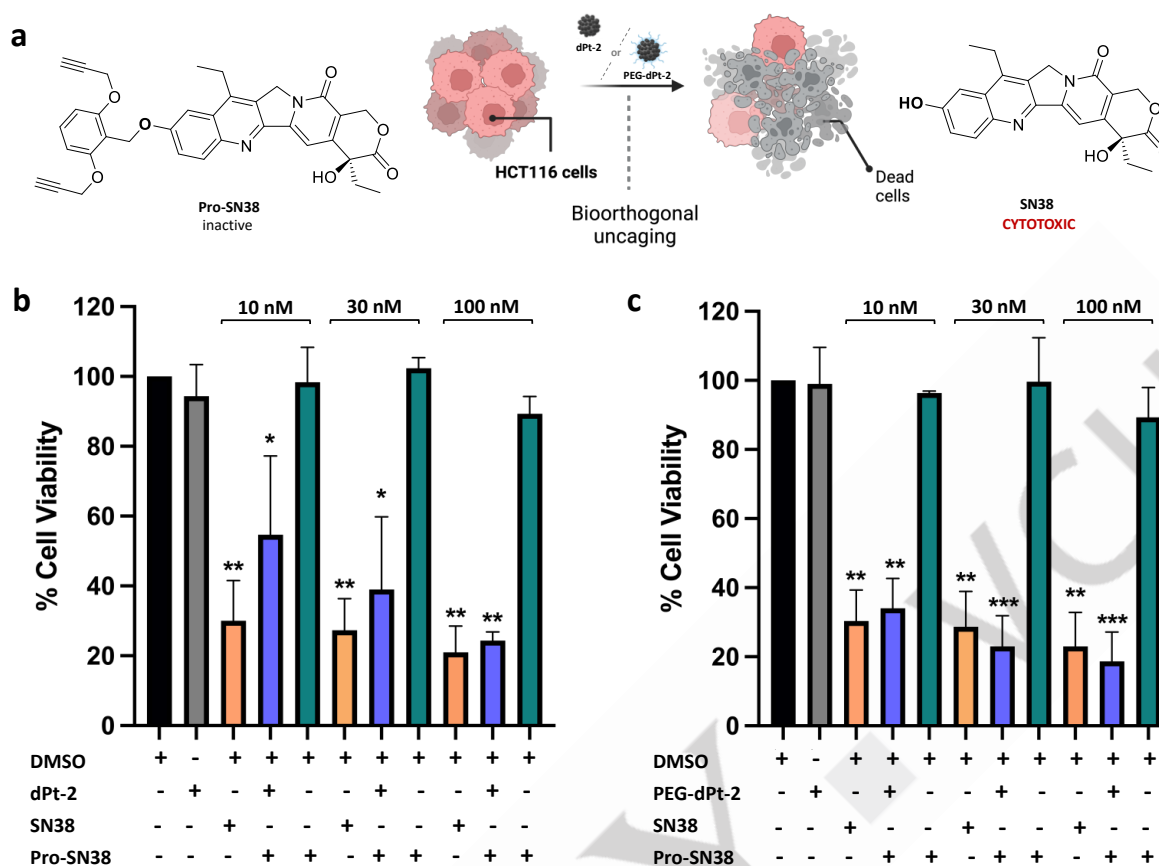 a
dPt-2
or
PEG-dPt-2
HCT116 cells
Bioorthogonal
uncaging
Dead
cells
O
O
O
N
N
O
O
O
HO
Pro-SN38
inactive
HO
N
N
O
O
O
HO
SN38
CYTOTOXIC
b
10 nM 30 nM 100 nM
120
100
80
60
40
20
0
% Cell Viability
** * ** * ** **
DMSO + - + + + + + + + + +
dPt-2 - + - + - - + - - + -
SN38 - - + - - + - - + - -
Pro-SN38 - - - + + - + + - + +
c
10 nM 30 nM 100 nM
120
100
80
60
40
20
0
% Cell Viability
** ** ** *** ** ***
DMSO + - + + + + + + + + +
PEG-dPt-2 - + - + - - + - - + -
SN38 - - + - - + - - + - -
Pro-SN38 - - - + + - + + - + +